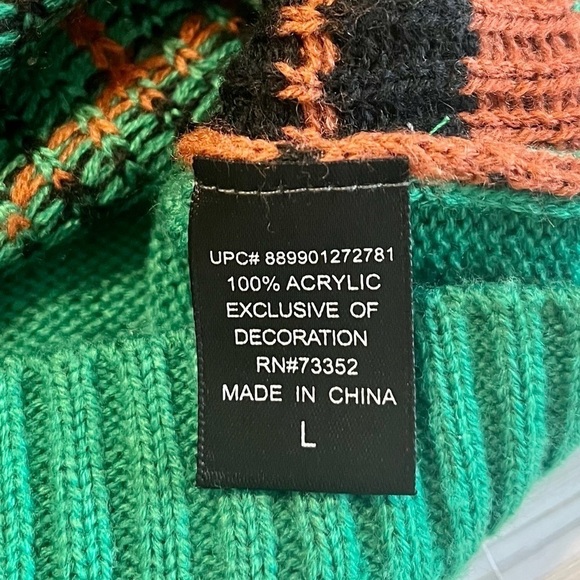 UPC# 889901272781
100% ACRYLIC
EXCLUSIVE OF
DECORATION
RN#73352
MADE IN CHINA
L